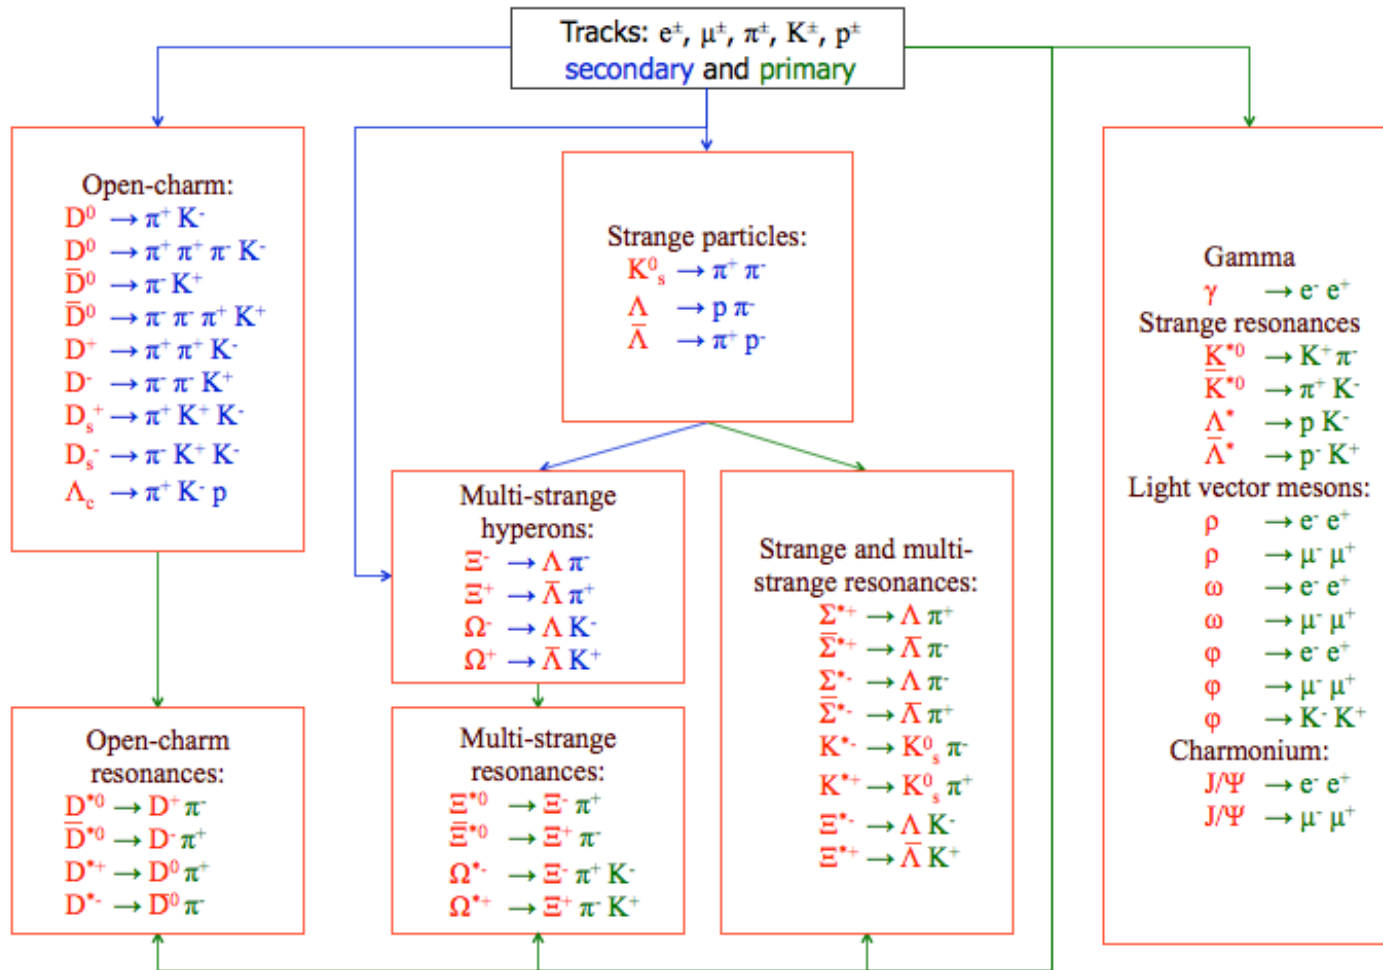 Tracks: e±, μ±, π±, K±, p±
secondary and primary
Open-charm:
D⁰ → π⁺ K⁻
D⁰ → π⁺ π⁺ π⁻ K⁻
D̅⁰ → π⁻ K⁺
D̅⁰ → π⁻ π⁻ π⁺ K⁺
D⁺ → π⁺ π⁺ K⁻
D⁻ → π⁻ π⁻ K⁺
Dₛ⁺ → π⁺ K⁺ K⁻
Dₛ⁻ → π⁻ K⁺ K⁻
Λc → π⁺ K⁻ p
Strange particles:
K⁰ₛ → π⁺ π⁻
Λ → p π⁻
Λ̅ → π⁺ p⁻
Gamma
γ → e⁻ e⁺
Strange resonances
K*⁰ → K⁺ π⁻
K̅*⁰ → π⁺ K⁻
Λ* → p K⁻
Λ̅* → p⁻ K⁺
Light vector mesons:
ρ → e⁻ e⁺
ρ → μ⁻ μ⁺
ω → e⁻ e⁺
ω → μ⁻ μ⁺
φ → e⁻ e⁺
φ → μ⁻ μ⁺
φ → K⁻ K⁺
Charmonium:
J/Ψ → e⁻ e⁺
J/Ψ → μ⁻ μ⁺
Multi-strange
hyperons:
Ξ⁻ → Λ π⁻
Ξ⁺ → Λ̅ π⁺
Ω⁻ → Λ K⁻
Ω⁺ → Λ̅ K⁺
Strange and multi-
strange resonances:
Σ*⁺ → Λ π⁺
Σ̅*⁺ → Λ̅ π⁻
Σ*⁻ → Λ π⁻
Σ̅*⁻ → Λ̅ π⁺
K*⁻ → K⁰ₛ π⁻
K*⁺ → K⁰ₛ π⁺
Ξ*⁻ → Λ K⁻
Ξ*⁺ → Λ̅ K⁺
Open-charm
resonances:
D*⁰ → D⁺ π⁻
D̅*⁰ → D⁻ π⁺
D*⁺ → D⁰ π⁺
D*⁻ → D̅⁰ π⁻
Multi-strange
resonances:
Ξ*⁰ → Ξ⁻ π⁺
Ξ̅*⁰ → Ξ⁺ π⁻
Ω*⁻ → Ξ⁻ π⁺ K⁻
Ω*⁺ → Ξ⁺ π⁻ K⁺